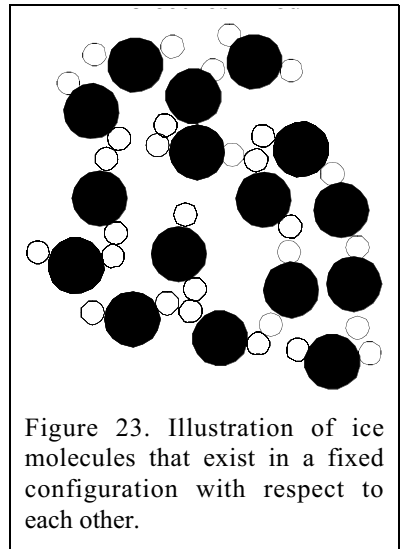 Figure 23. Illustration of ice
molecules that exist in a fixed
configuration with respect to
each other.